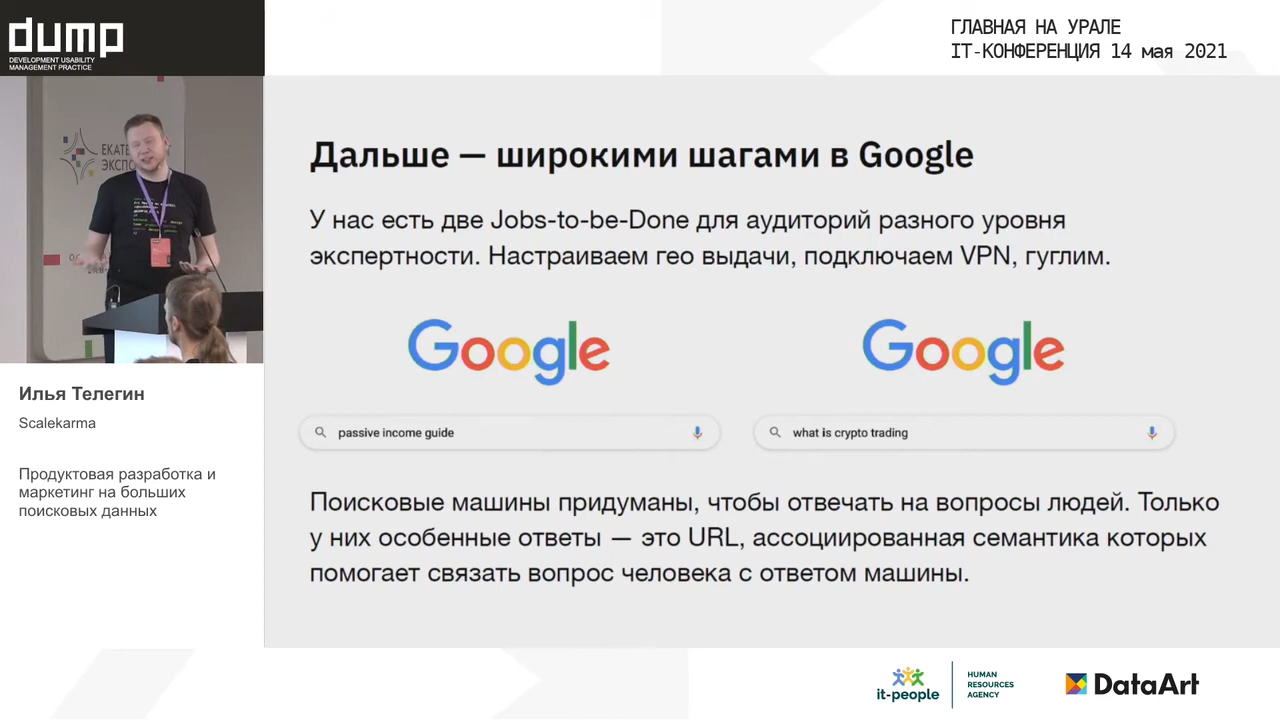 dump
DEVELOPMENT USABILITY
MANAGEMENT PRACTICE
ГЛАВНАЯ НА УРАЛЕ
IT-КОНФЕРЕНЦИЯ 14 мая 2021
Дальше — широкими шагами в Google
У нас есть две Jobs-to-be-Done для аудиторий разного уровня
экспертности. Настраиваем гео выдачи, подключаем VPN, гуглим.
Google
Google
passive income guide
what is crypto trading
Поисковые машины придуманы, чтобы отвечать на вопросы людей. Только
у них особенные ответы — это URL, ассоциированная семантика которых
помогает связать вопрос человека с ответом машины.
Илья Телегин
Scalekarma
Продуктовая разработка и
маркетинг на больших
поисковых данных
it-people
HUMAN
RESOURCES
AGENCY
DataArt